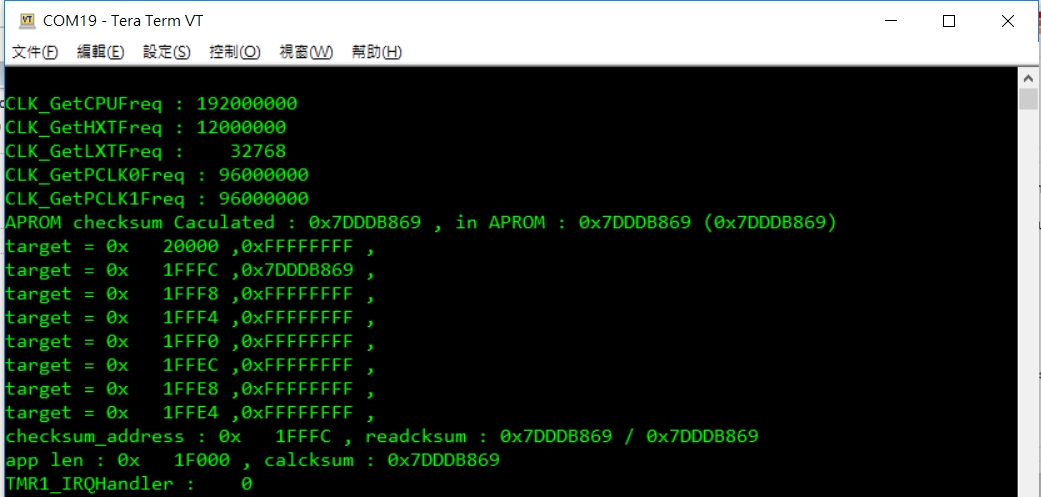 COM19 - Tera Term VT
文件(F) 編輯(E) 設定(S) 控制(O) 視窗(W) 幫助(H)
CLK_GetCPUFreq : 192000000
CLK_GetHXTFreq : 12000000
CLK_GetLXTFreq :    32768
CLK_GetPCLK0Freq : 96000000
CLK_GetPCLK1Freq : 96000000
APROM checksum Caculated : 0x7DDDB869 , in APROM : 0x7DDDB869 (0x7DDDB869)
target = 0x   20000 ,0xFFFFFFFF ,
target = 0x   1FFFC ,0x7DDDB869 ,
target = 0x   1FFF8 ,0xFFFFFFFF ,
target = 0x   1FFF4 ,0xFFFFFFFF ,
target = 0x   1FFF0 ,0xFFFFFFFF ,
target = 0x   1FFEC ,0xFFFFFFFF ,
target = 0x   1FFE8 ,0xFFFFFFFF ,
target = 0x   1FFE4 ,0xFFFFFFFF ,
checksum_address : 0x   1FFFC , readcksum : 0x7DDDB869 / 0x7DDDB869
app len : 0x   1F000 , calcksum : 0x7DDDB869
TMR1_IRQHandler :    0